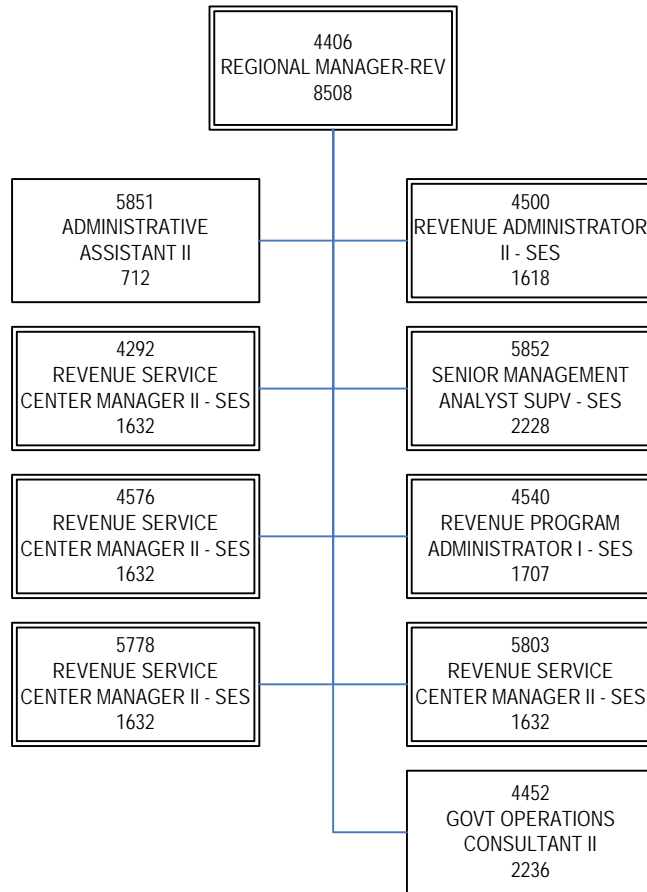 4406
REGIONAL MANAGER-REV
8508
5851
ADMINISTRATIVE
ASSISTANT II
712
4500
REVENUE ADMINISTRATOR
II - SES
1618
4292
REVENUE SERVICE
CENTER MANAGER II - SES
1632
5852
SENIOR MANAGEMENT
ANALYST SUPV - SES
2228
4576
REVENUE SERVICE
CENTER MANAGER II - SES
1632
4540
REVENUE PROGRAM
ADMINISTRATOR I - SES
1707
5778
REVENUE SERVICE
CENTER MANAGER II - SES
1632
5803
REVENUE SERVICE
CENTER MANAGER II - SES
1632
4452
GOVT OPERATIONS
CONSULTANT II
2236